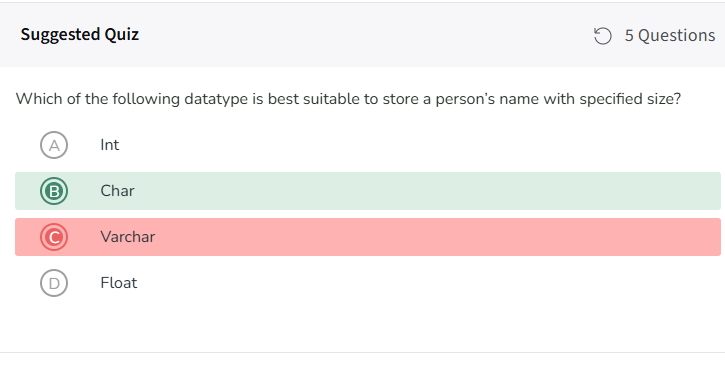 Suggested Quiz
5 Questions
Which of the following datatype is best suitable to store a person's name with specified size?
A Int
B Char
C Varchar
D Float